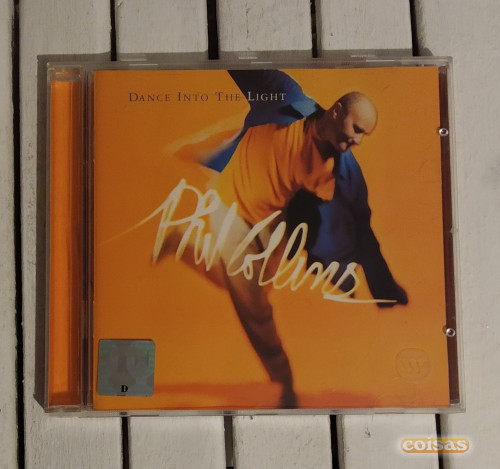 DANCE INTO THE LIGHT
Phil Collins
D
coisas